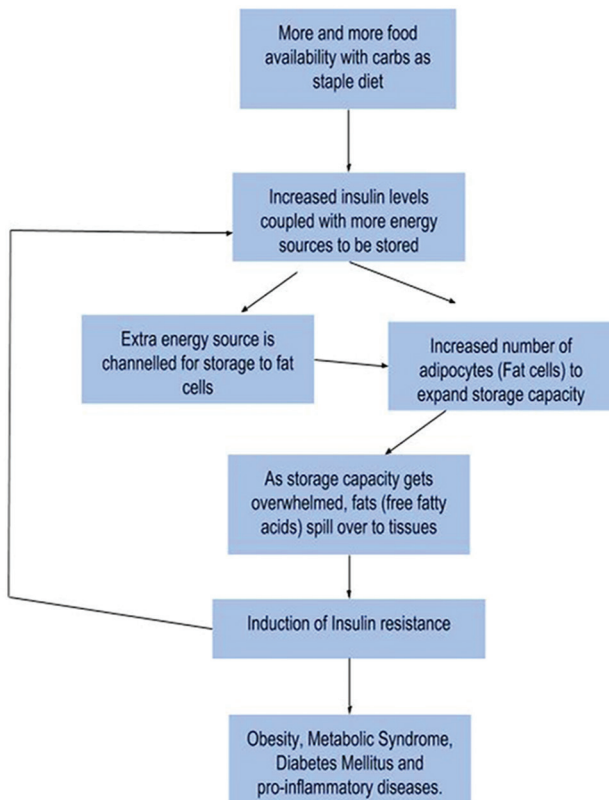 More and more food
availability with carbs as
staple diet
Increased insulin levels
coupled with more energy
sources to be stored
Extra energy source is
channelled for storage to fat
cells
Increased number of
adipocytes (Fat cells) to
expand storage capacity
As storage capacity gets
overwhelmed, fats (free fatty
acids) spill over to tissues
Induction of Insulin resistance
Obesity, Metabolic Syndrome,
Diabetes Mellitus and
pro-inflammatory diseases.